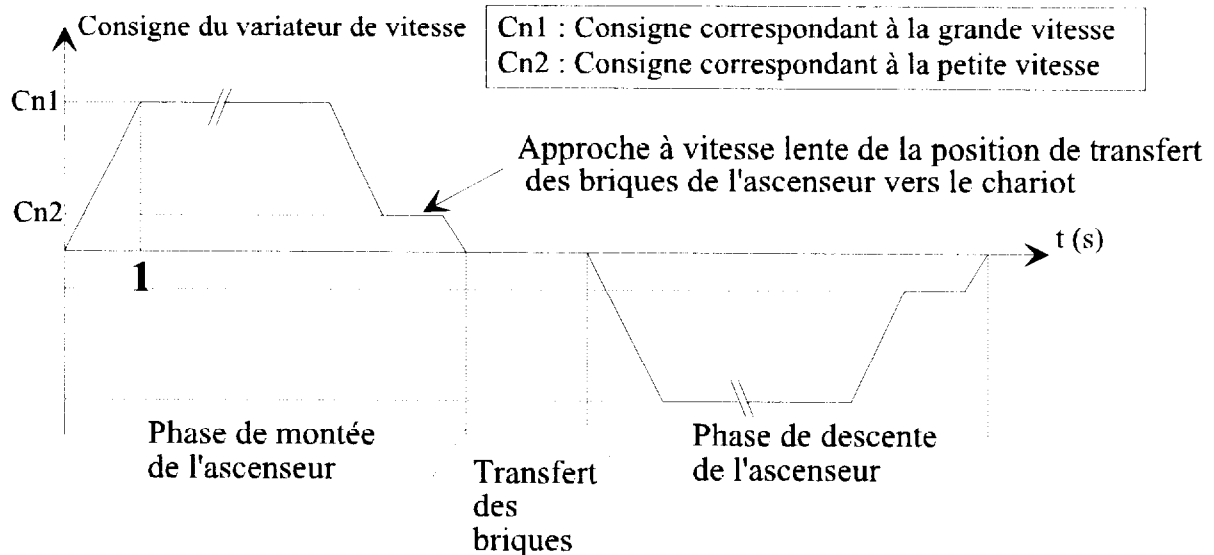 Consigne du variateur de vitesse
Cn1 : Consigne correspondant à la grande vitesse
Cn2 : Consigne correspondant à la petite vitesse
Cn1
Approche à vitesse lente de la position de transfert
des briques de l'ascenseur vers le chariot
Cn2
t (s)
1
Phase de montée
de l'ascenseur
Transfert
des
briques
Phase de descente
de l'ascenseur